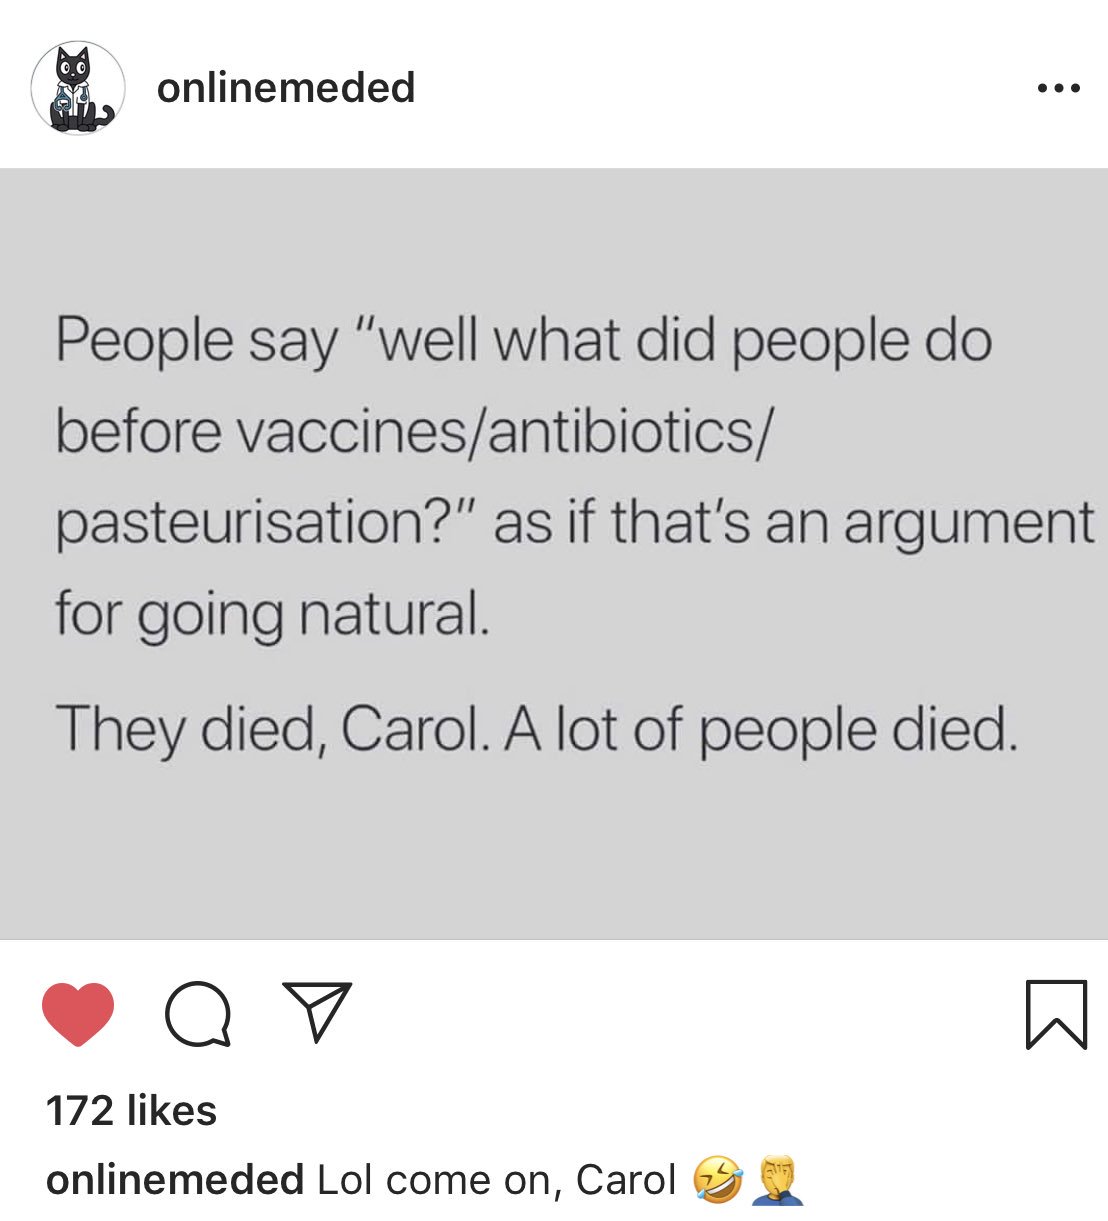 onlinemeded
People say “well what did people do
before vaccines/antibiotics/
pasteurisation?” as if that’s an argument
for going natural.
They died, Carol. A lot of people died.
172 likes
onlinemeded Lol come on, Carol 🤣🤦‍♂️